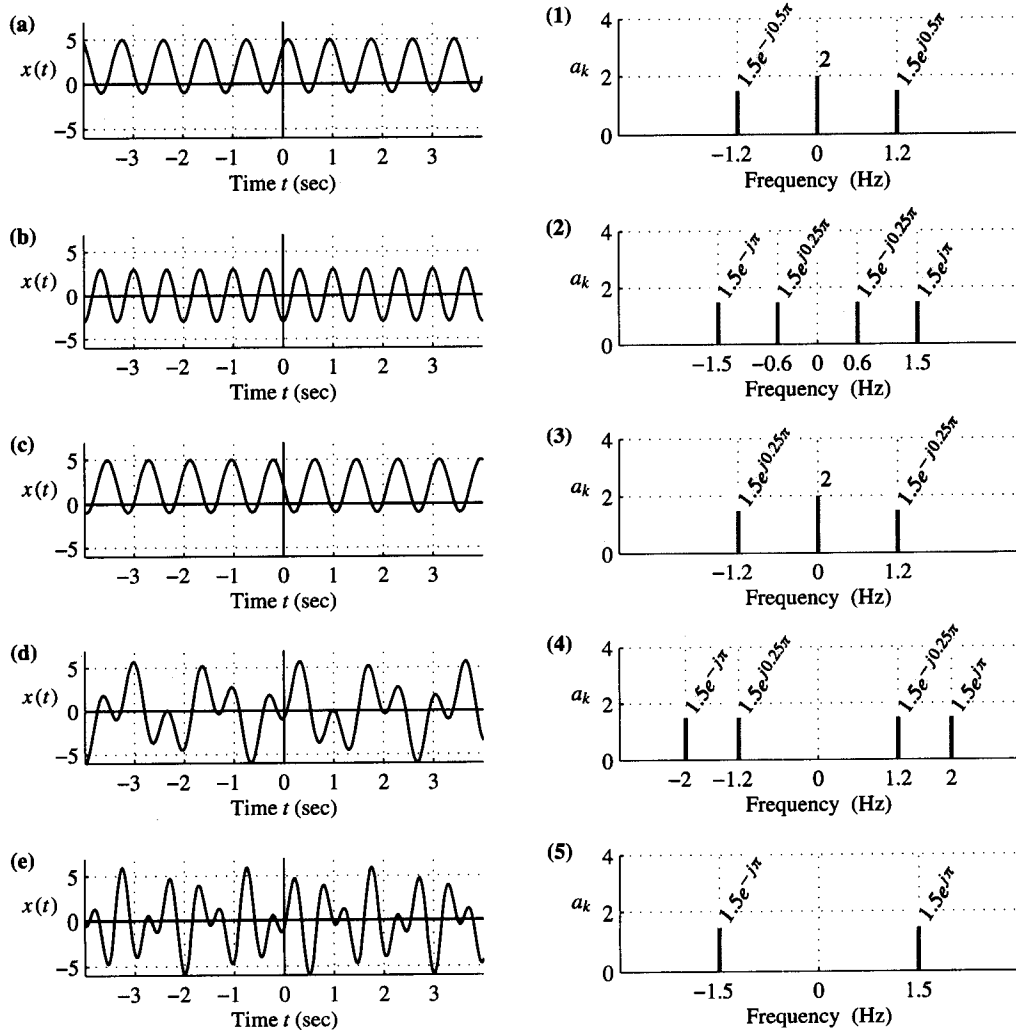 (a)
x(t)
5
0
−5
−3 −2 −1 0 1 2 3
Time t (sec)
(1)
a_k
4
2
0
1.5e^{−j0.5π}
2
1.5e^{j0.5π}
−1.2 0 1.2
Frequency (Hz)
(b)
x(t)
5
0
−5
−3 −2 −1 0 1 2 3
Time t (sec)
(2)
a_k
4
2
0
1.5e^{−jπ}
1.5e^{j0.25π}
1.5e^{−j0.25π}
1.5e^{jπ}
−1.5 −0.6 0 0.6 1.5
Frequency (Hz)
(c)
x(t)
5
0
−5
−3 −2 −1 0 1 2 3
Time t (sec)
(3)
a_k
4
2
0
1.5e^{j0.25π}
2
1.5e^{−j0.25π}
−1.2 0 1.2
Frequency (Hz)
(d)
x(t)
5
0
−5
−3 −2 −1 0 1 2 3
Time t (sec)
(4)
a_k
4
2
0
1.5e^{−jπ}
1.5e^{j0.25π}
1.5e^{−j0.25π}
1.5e^{jπ}
−2 −1.2 0 1.2 2
Frequency (Hz)
(e)
x(t)
5
0
−5
−3 −2 −1 0 1 2 3
Time t (sec)
(5)
a_k
4
2
0
1.5e^{−jπ}
1.5e^{jπ}
−1.5 0 1.5
Frequency (Hz)